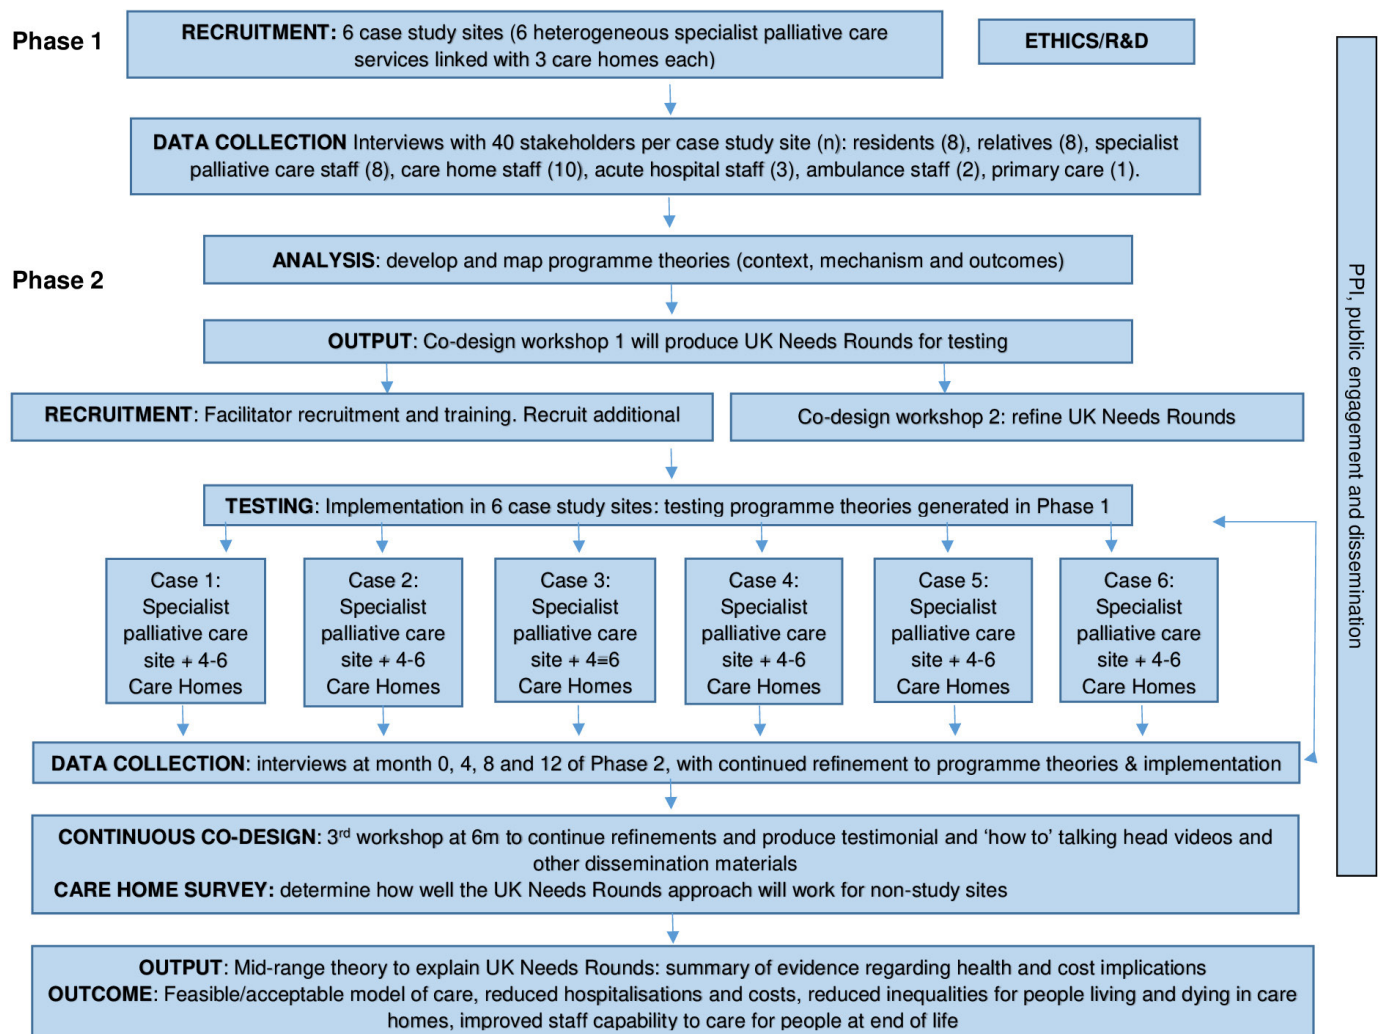 Phase 1
RECRUITMENT: 6 case study sites (6 heterogeneous specialist palliative care
services linked with 3 care homes each)
ETHICS/R&D
DATA COLLECTION Interviews with 40 stakeholders per case study site (n): residents (8), relatives (8), specialist
palliative care staff (8), care home staff (10), acute hospital staff (3), ambulance staff (2), primary care (1).
ANALYSIS: develop and map programme theories (context, mechanism and outcomes)
Phase 2
OUTPUT: Co-design workshop 1 will produce UK Needs Rounds for testing
RECRUITMENT: Facilitator recruitment and training. Recruit additional
Co-design workshop 2: refine UK Needs Rounds
TESTING: Implementation in 6 case study sites: testing programme theories generated in Phase 1
Case 1:
Specialist
palliative care
site + 4-6
Care Homes
Case 2:
Specialist
palliative care
site + 4-6
Care Homes
Case 3:
Specialist
palliative care
site + 4≡6
Care Homes
Case 4:
Specialist
palliative care
site + 4-6
Care Homes
Case 5:
Specialist
palliative care
site + 4-6
Care Homes
Case 6:
Specialist
palliative care
site + 4-6
Care Homes
DATA COLLECTION: interviews at month 0, 4, 8 and 12 of Phase 2, with continued refinement to programme theories & implementation
CONTINUOUS CO-DESIGN: 3rd workshop at 6m to continue refinements and produce testimonial and ‘how to’ talking head videos and
other dissemination materials
CARE HOME SURVEY: determine how well the UK Needs Rounds approach will work for non-study sites
OUTPUT: Mid-range theory to explain UK Needs Rounds: summary of evidence regarding health and cost implications
OUTCOME: Feasible/acceptable model of care, reduced hospitalisations and costs, reduced inequalities for people living and dying in care
homes, improved staff capability to care for people at end of life
PPI, public engagement and dissemination